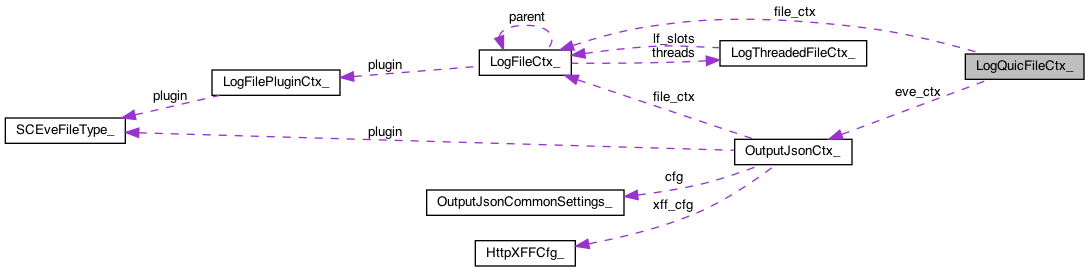 parent
file_ctx
lf_slots
threads
LogThreadedFileCtx_
LogFileCtx_
LogQuicFileCtx_
plugin
LogFilePluginCtx_
plugin
file_ctx
eve_ctx
SCEveFileType_
plugin
OutputJsonCtx_
cfg
OutputJsonCommonSettings_
xff_cfg
HttpXFFCfg_